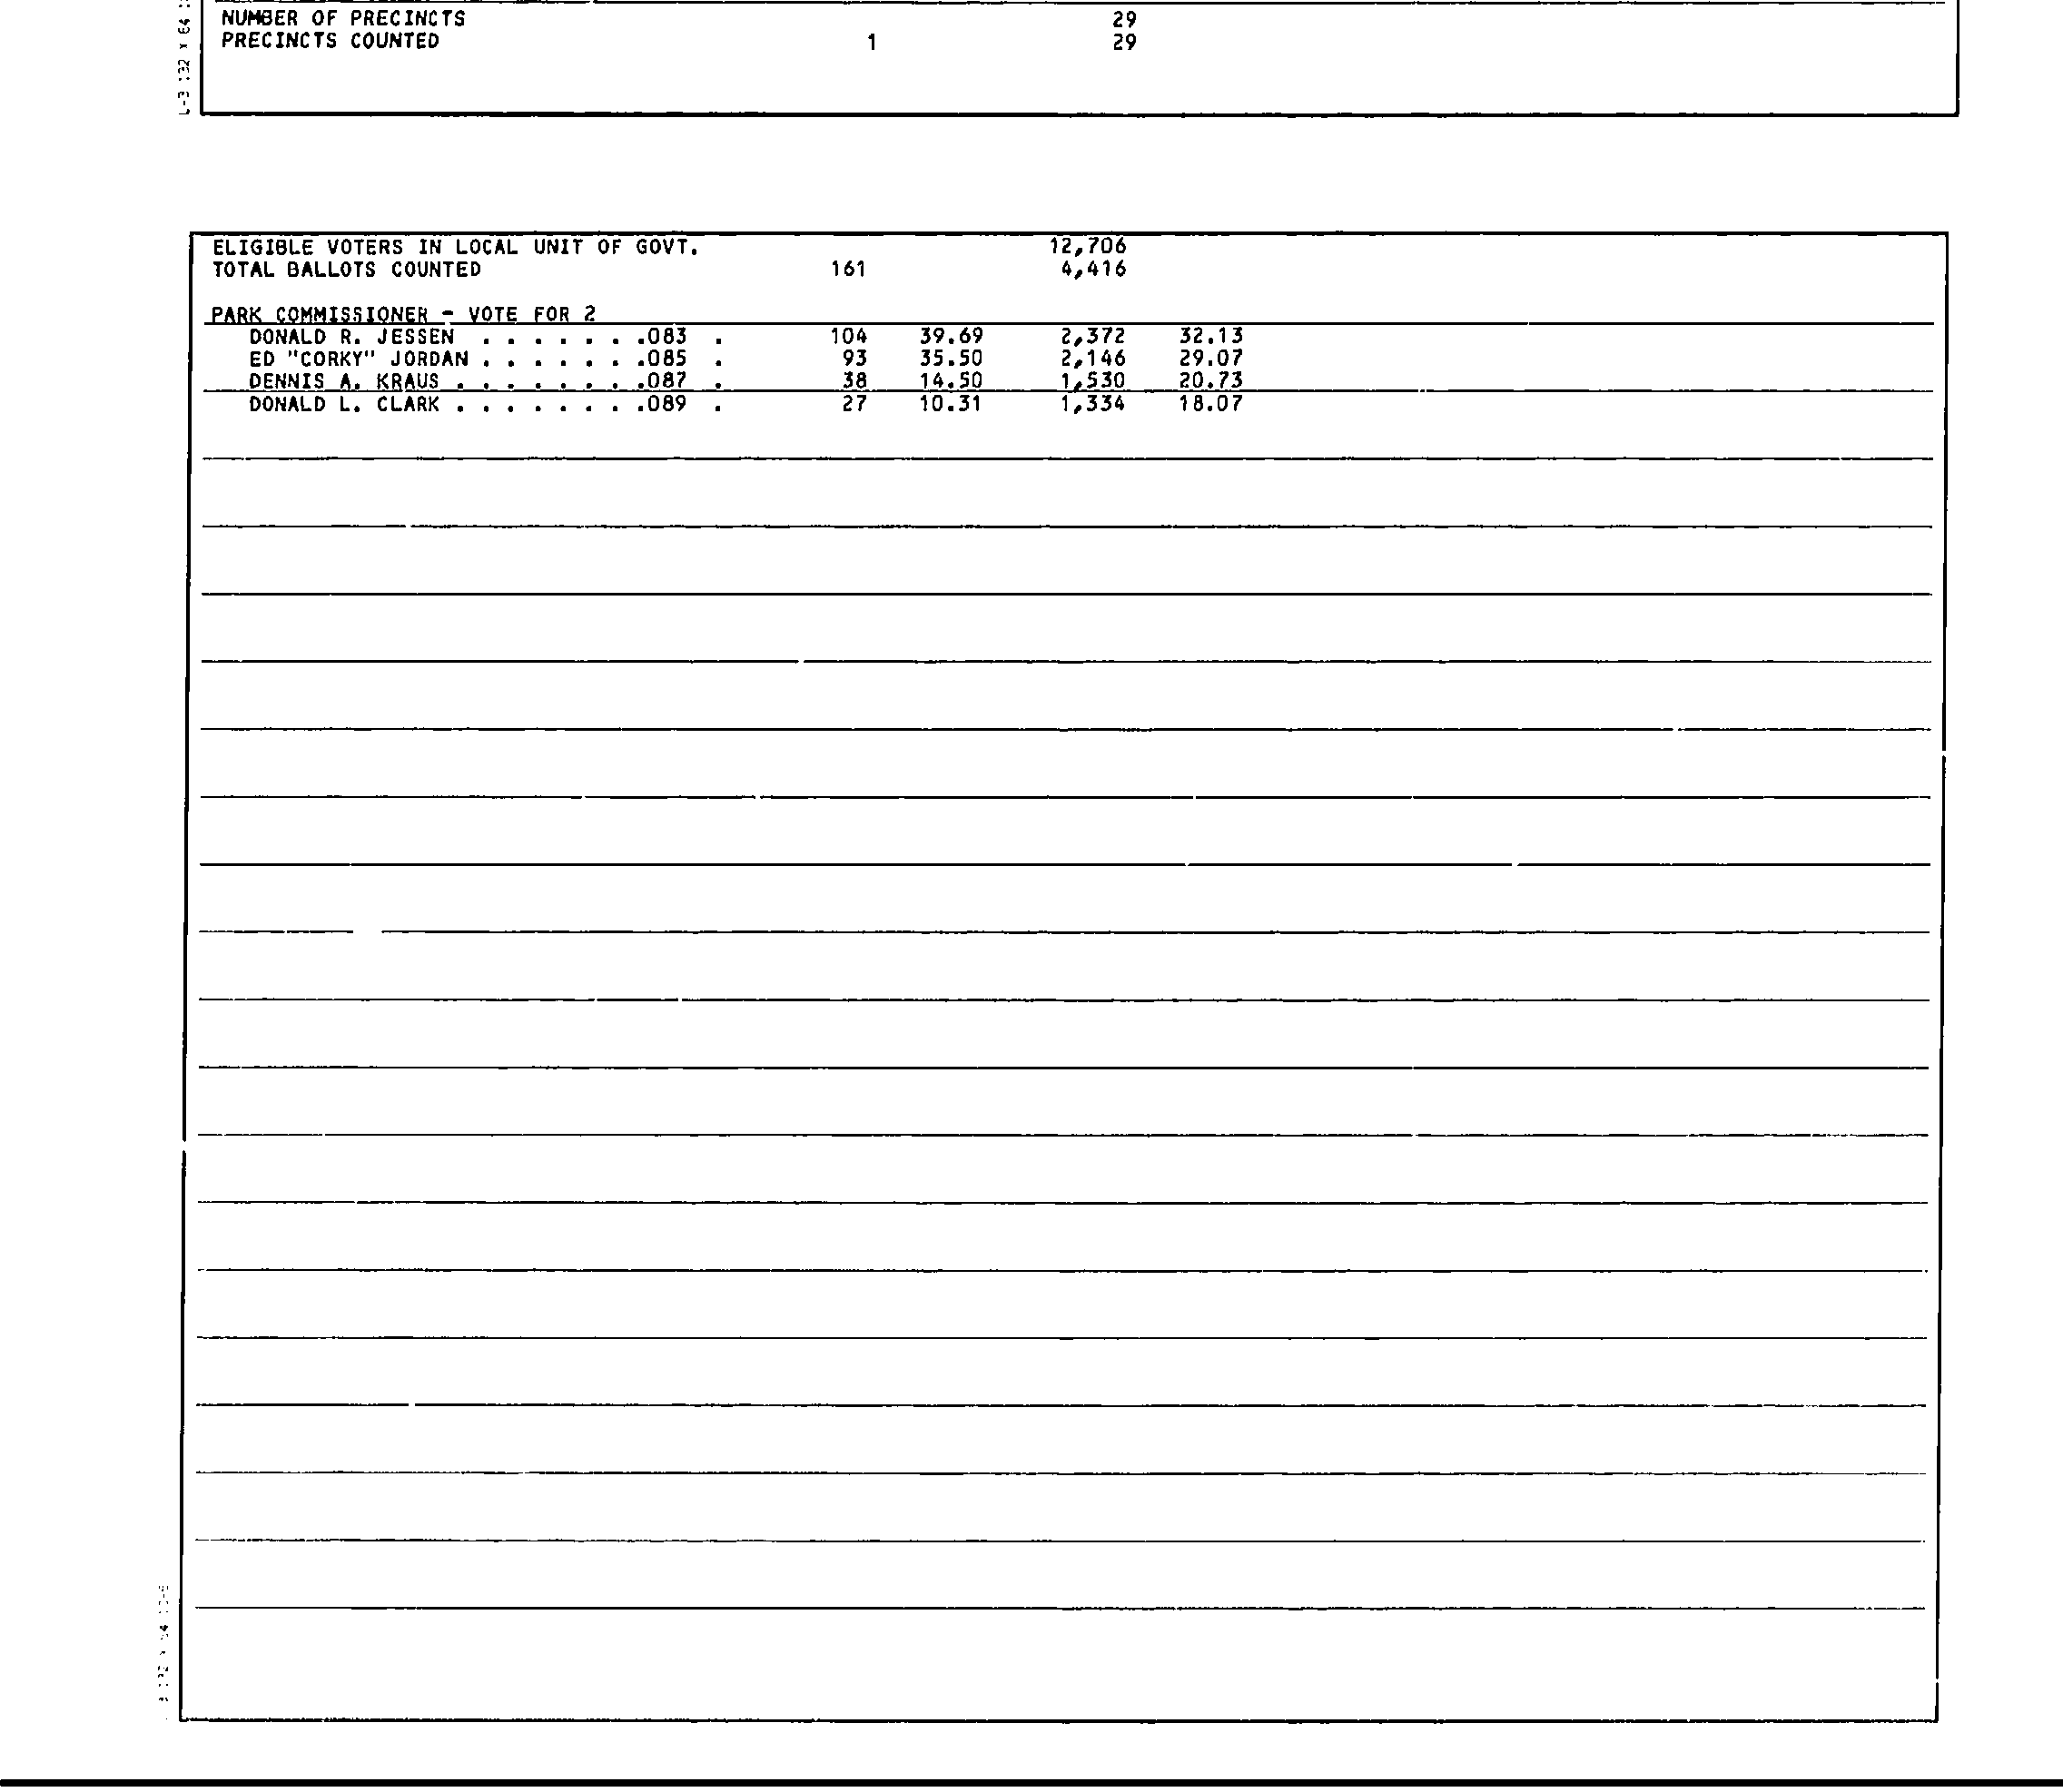 NUMBER OF PRECINCTS 29
PRECINCTS COUNTED 1 29
L-3 132 X 64
ELIGIBLE VOTERS IN LOCAL UNIT OF GOVT. 12,706
TOTAL BALLOTS COUNTED 161 4,416
PARK COMMISSIONER - VOTE FOR 2
DONALD R. JESSEN . . . . . . .083 . 104 39.69 2,372 32.13
ED "CORKY" JORDAN . . . . . . .085 . 93 35.50 2,146 29.07
DENNIS A. KRAUS . . . . . . . .087 . 38 14.50 1,530 20.73
DONALD L. CLARK . . . . . . . .089 . 27 10.31 1,334 18.07